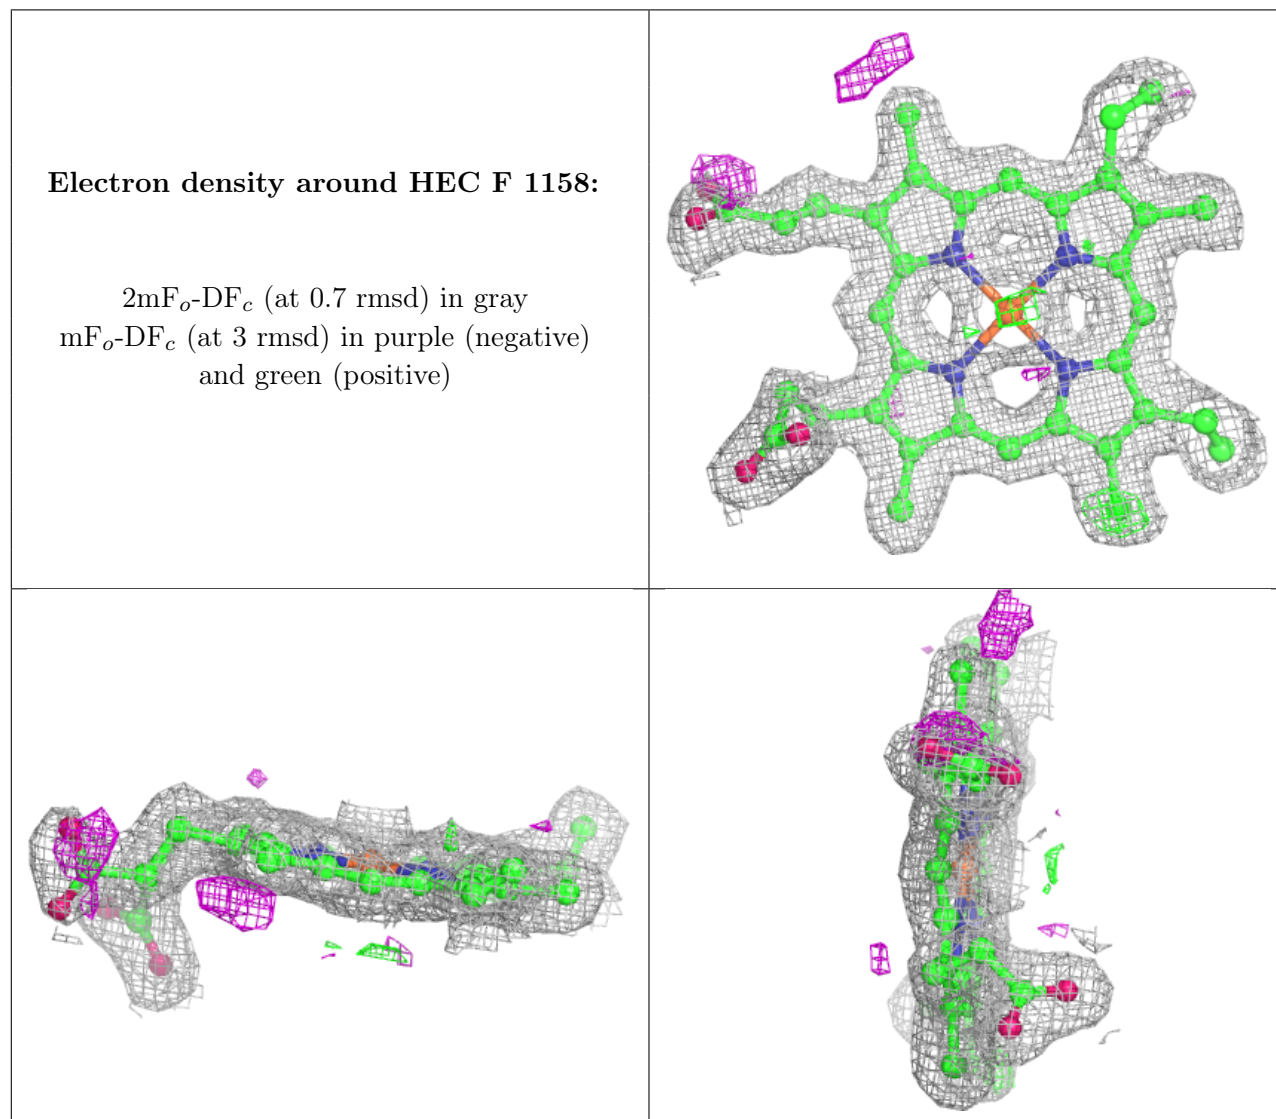 Electron density around HEC F 1158:
2mFo-DFc (at 0.7 rmsd) in gray
mFo-DFc (at 3 rmsd) in purple (negative)
and green (positive)